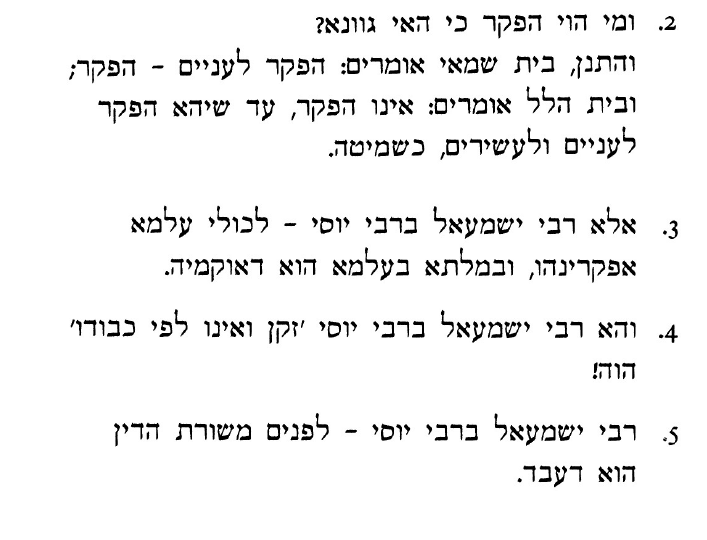 2. ומי הוי הפקר כי האי גוונא?
והתנן, בית שמאי אומרים: הפקר לעניים – הפקר;
ובית הלל אומרים: אינו הפקר, עד שיהא הפקר
לעניים ולעשירים, כשמיטה.
3. אלא רבי ישמעאל ברבי יוסי – לכולי עלמא
אפקרינהו, ובמלתא בעלמא הוא דאוקמיה.
4. והא רבי ישמעאל ברבי יוסי 'זקן ואינו לפי כבודו'
הוה!
5. רבי ישמעאל ברבי יוסי – לפנים משורת הדין
הוא דעבד.